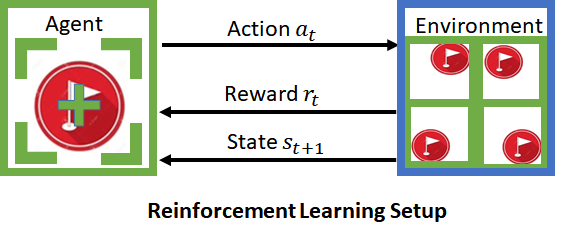 Agent
Action a_t
Environment
Reward r_t
State s_{t+1}
Reinforcement Learning Setup